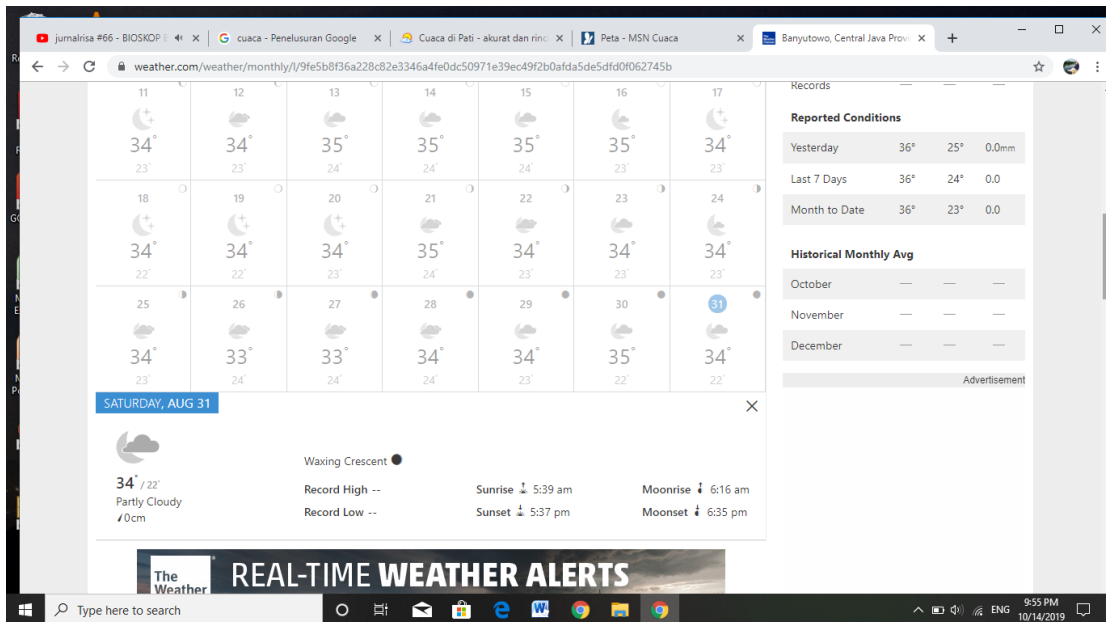 jurnalrisa #66 - BIOSKOP
cuaca - Penelusuran Google
Cuaca di Pati - akurat dan rinc
Peta - MSN Cuaca
Banyutowo, Central Java Provi
weather.com/weather/monthly/l/9fe5b8f36a228c82e3346a4fe0dc50971e39ec49f2b0afda5de5dfd0f062745b
11 12 13 14 15 16 17
34° 34° 35° 35° 35° 35° 34°
23° 23° 24° 24° 24° 23° 23°
18 19 20 21 22 23 24
34° 34° 34° 35° 34° 34° 34°
22° 22° 23° 24° 23° 23° 23°
25 26 27 28 29 30 31
34° 33° 33° 34° 34° 35° 34°
23° 24° 24° 24° 23° 22° 22°
Records — — —
Reported Conditions
Yesterday 36° 25° 0.0mm
Last 7 Days 36° 24° 0.0
Month to Date 36° 23° 0.0
Historical Monthly Avg
October — — —
November — — —
December — — —
Advertisement
SATURDAY, AUG 31
34° / 22°
Partly Cloudy
0cm
Waxing Crescent
Record High --
Record Low --
Sunrise 5:39 am
Sunset 5:37 pm
Moonrise 6:16 am
Moonset 6:35 pm
The
Weather
REAL-TIME WEATHER ALERTS
Type here to search
ENG
9:55 PM
10/14/2019